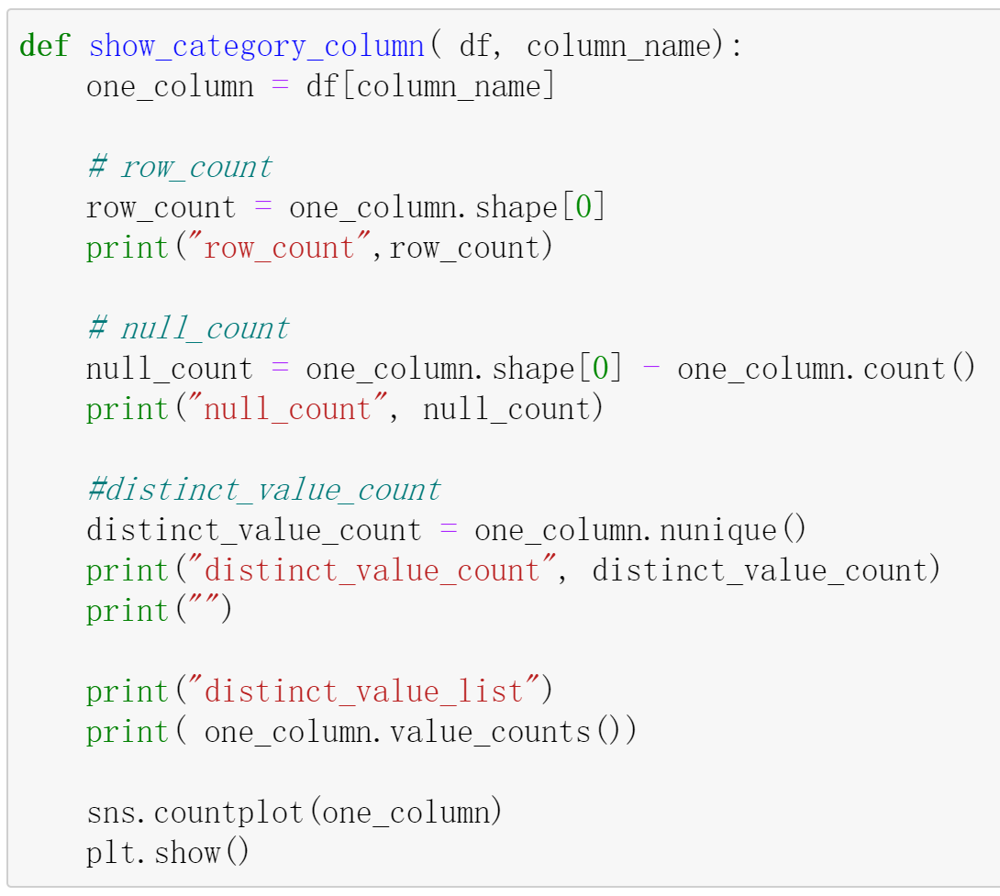 def show_category_column( df, column_name):
    one_column = df[column_name]

    # row_count
    row_count = one_column.shape[0]
    print("row_count",row_count)

    # null_count
    null_count = one_column.shape[0] - one_column.count()
    print("null_count", null_count)

    #distinct_value_count
    distinct_value_count = one_column.nunique()
    print("distinct_value_count", distinct_value_count)
    print("")

    print("distinct_value_list")
    print( one_column.value_counts())

    sns.countplot(one_column)
    plt.show()